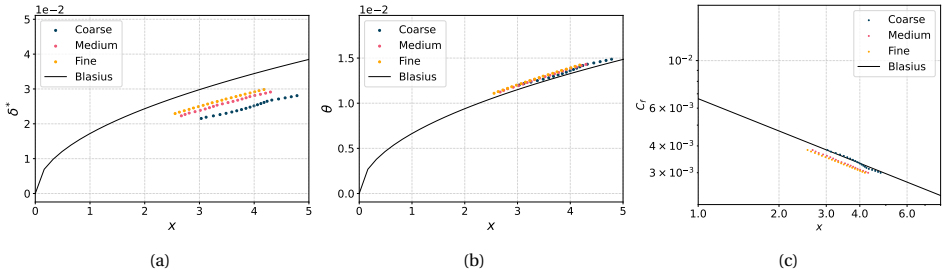 1e−2
5
4
3
2
1
0
δ*
0 1 2 3 4 5
x
Coarse
Medium
Fine
Blasius
(a)
1e−2
1.5
1.0
0.5
0.0
θ
0 1 2 3 4 5
x
Coarse
Medium
Fine
Blasius
(b)
10⁻²
6 × 10⁻³
4 × 10⁻³
3 × 10⁻³
C_f
1.0 2.0 3.0 4.0 6.0
x
Coarse
Medium
Fine
Blasius
(c)